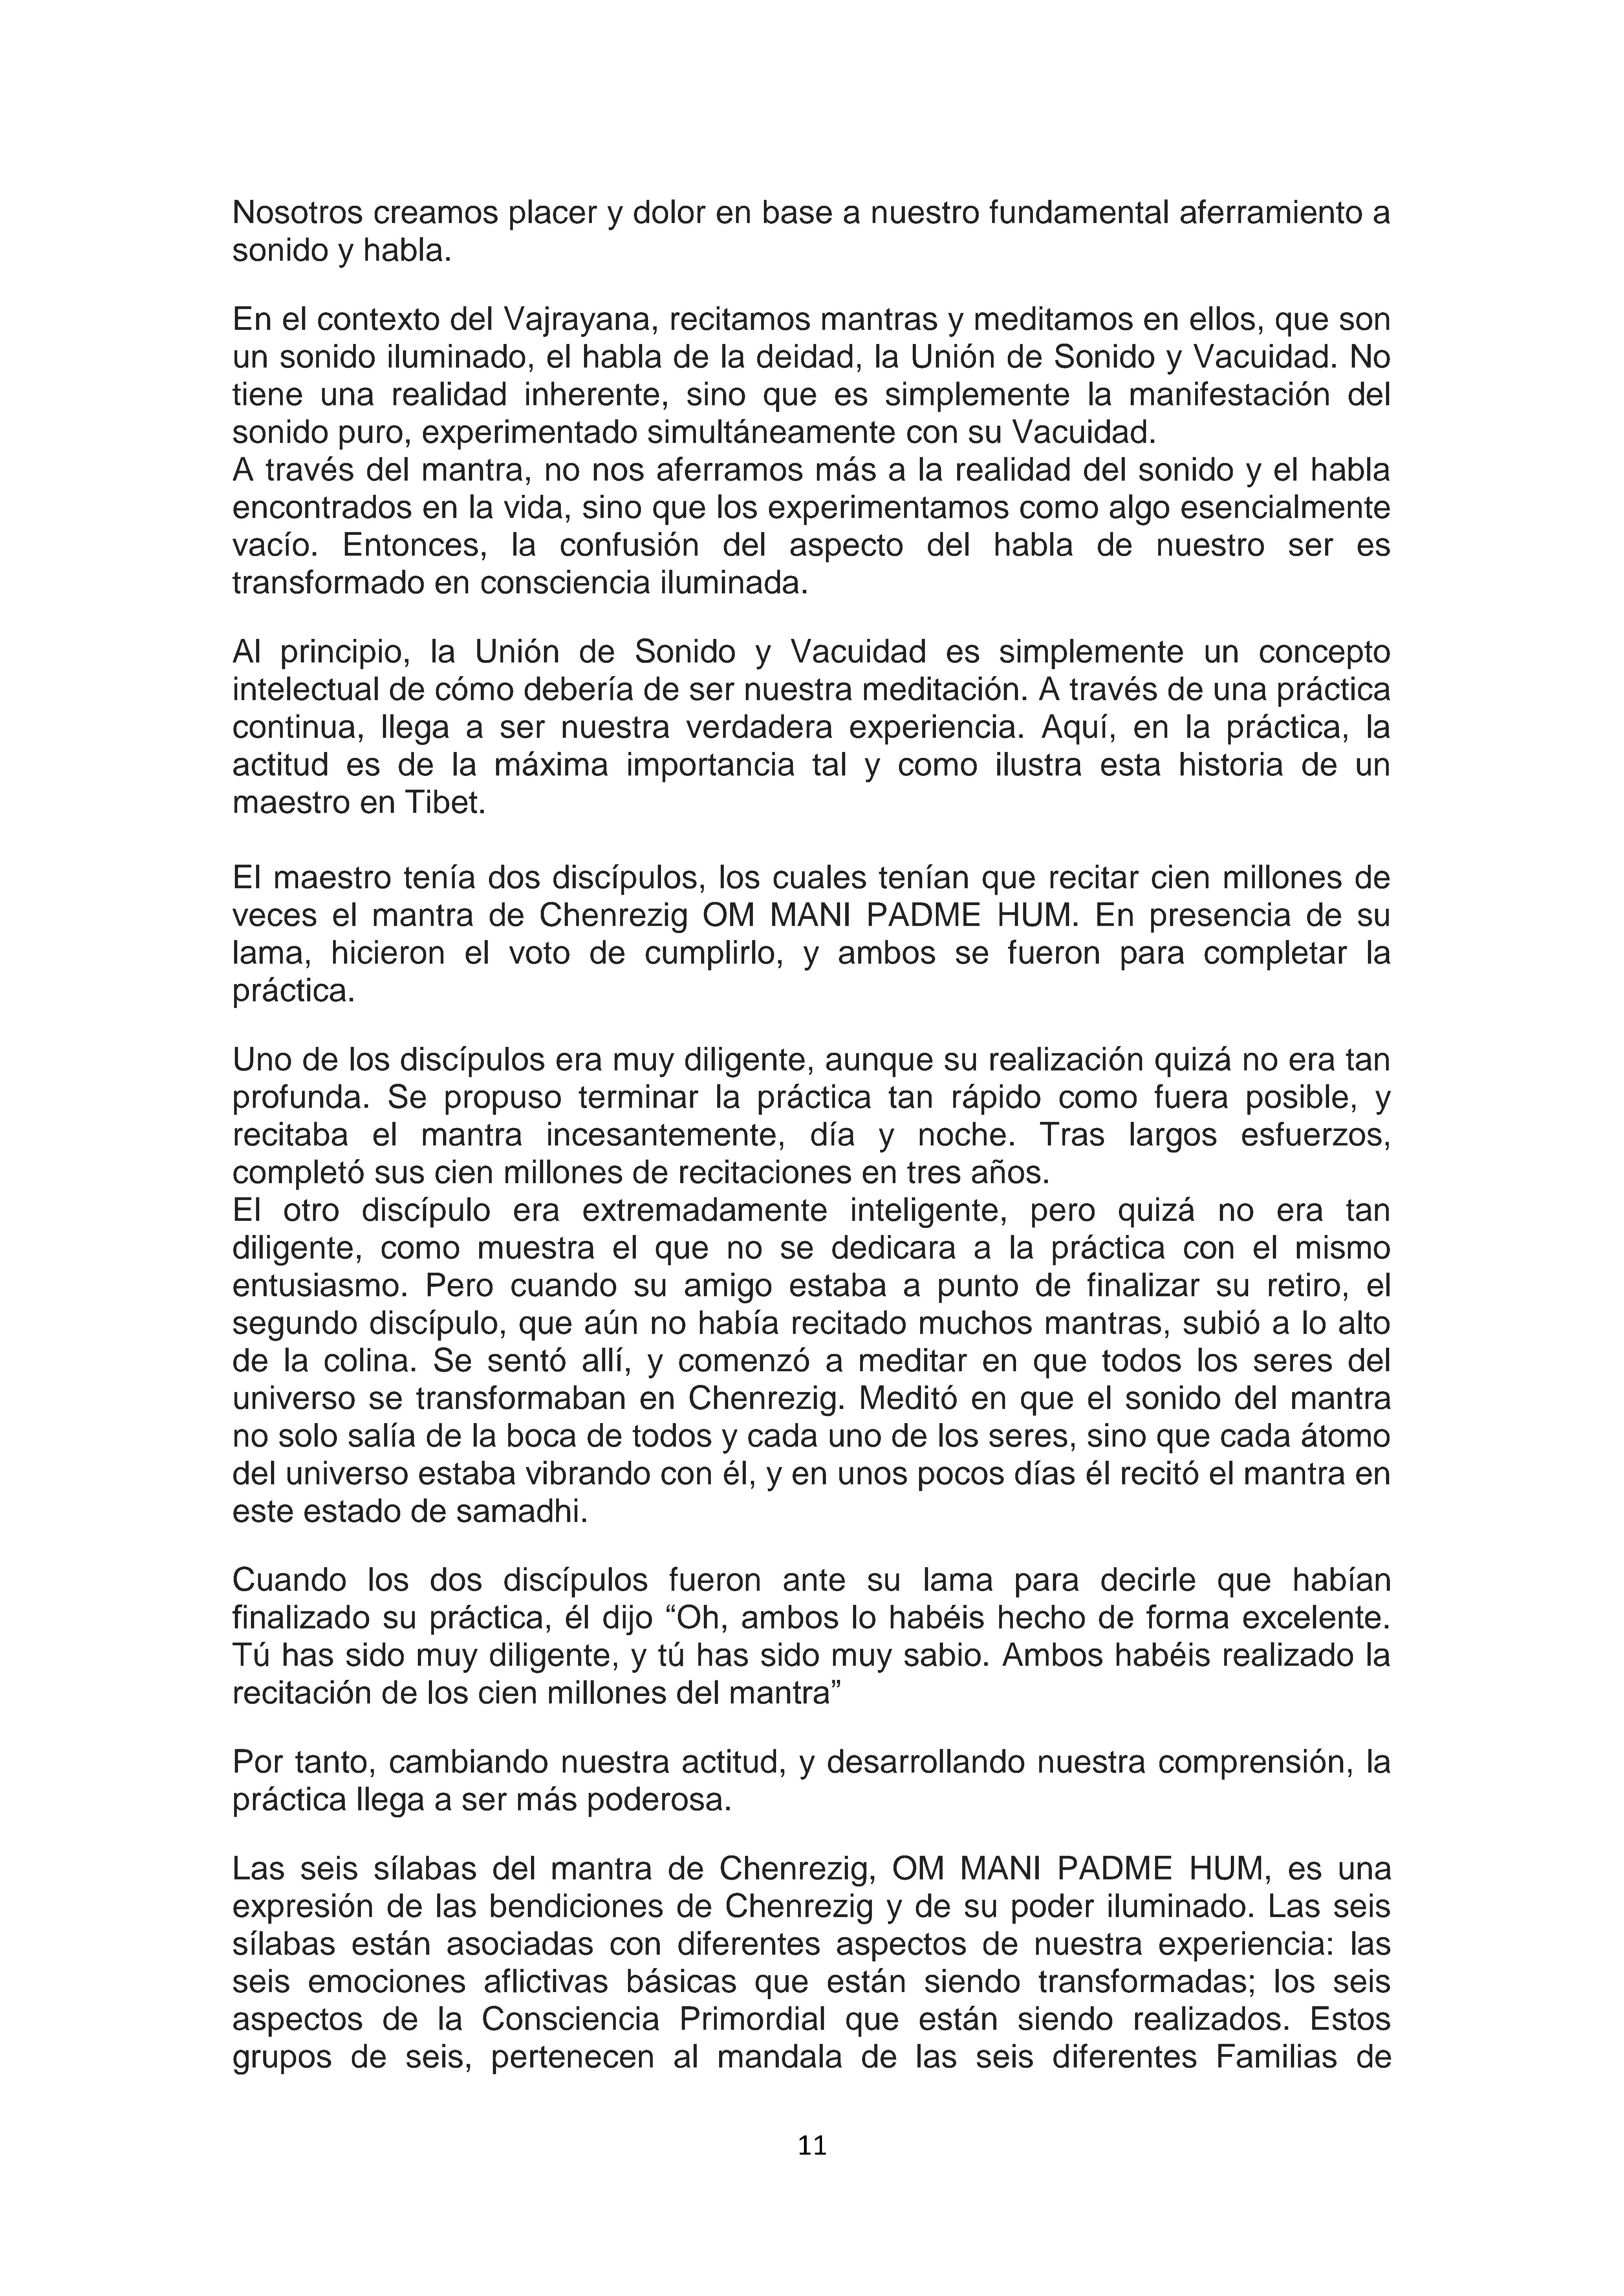 Nosotros creamos placer y dolor en base a nuestro fundamental aferramiento a
sonido y habla.
En el contexto del Vajrayana, recitamos mantras y meditamos en ellos, que son
un sonido iluminado, el habla de la deidad, la Unión de Sonido y Vacuidad. No
tiene una realidad inherente, sino que es simplemente la manifestación del
sonido puro, experimentado simultáneamente con su Vacuidad.
A través del mantra, no nos aferramos más a la realidad del sonido y el habla
encontrados en la vida, sino que los experimentamos como algo esencialmente
vacío. Entonces, la confusión del aspecto del habla de nuestro ser es
transformado en consciencia iluminada.
Al principio, la Unión de Sonido y Vacuidad es simplemente un concepto
intelectual de cómo debería de ser nuestra meditación. A través de una práctica
continua, llega a ser nuestra verdadera experiencia. Aquí, en la práctica, la
actitud es de la máxima importancia tal y como ilustra esta historia de un
maestro en Tibet.
El maestro tenía dos discípulos, los cuales tenían que recitar cien millones de
veces el mantra de Chenrezig OM MANI PADME HUM. En presencia de su
lama, hicieron el voto de cumplirlo, y ambos se fueron para completar la
práctica.
Uno de los discípulos era muy diligente, aunque su realización quizá no era tan
profunda. Se propuso terminar la práctica tan rápido como fuera posible, y
recitaba el mantra incesantemente, día y noche. Tras largos esfuerzos,
completó sus cien millones de recitaciones en tres años.
El otro discípulo era extremadamente inteligente, pero quizá no era tan
diligente, como muestra el que no se dedicara a la práctica con el mismo
entusiasmo. Pero cuando su amigo estaba a punto de finalizar su retiro, el
segundo discípulo, que aún no había recitado muchos mantras, subió a lo alto
de la colina. Se sentó allí, y comenzó a meditar en que todos los seres del
universo se transformaban en Chenrezig. Meditó en que el sonido del mantra
no solo salía de la boca de todos y cada uno de los seres, sino que cada átomo
del universo estaba vibrando con él, y en unos pocos días él recitó el mantra en
este estado de samadhi.
Cuando los dos discípulos fueron ante su lama para decirle que habían
finalizado su práctica, él dijo “Oh, ambos lo habéis hecho de forma excelente.
Tú has sido muy diligente, y tú has sido muy sabio. Ambos habéis realizado la
recitación de los cien millones del mantra”
Por tanto, cambiando nuestra actitud, y desarrollando nuestra comprensión, la
práctica llega a ser más poderosa.
Las seis sílabas del mantra de Chenrezig, OM MANI PADME HUM, es una
expresión de las bendiciones de Chenrezig y de su poder iluminado. Las seis
sílabas están asociadas con diferentes aspectos de nuestra experiencia: las
seis emociones aflictivas básicas que están siendo transformadas; los seis
aspectos de la Consciencia Primordial que están siendo realizados. Estos
grupos de seis, pertenecen al mandala de las seis diferentes Familias de
11